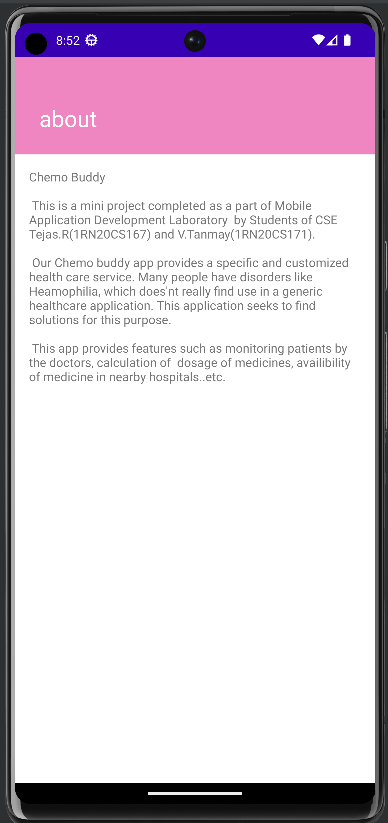 8:52
about
Chemo Buddy
This is a mini project completed as a part of Mobile
Application Development Laboratory by Students of CSE
Tejas.R(1RN20CS167) and V.Tanmay(1RN20CS171).
Our Chemo buddy app provides a specific and customized
health care service. Many people have disorders like
Heamophilia, which does'nt really find use in a generic
healthcare application. This application seeks to find
solutions for this purpose.
This app provides features such as monitoring patients by
the doctors, calculation of dosage of medicines, availibility
of medicine in nearby hospitals..etc.